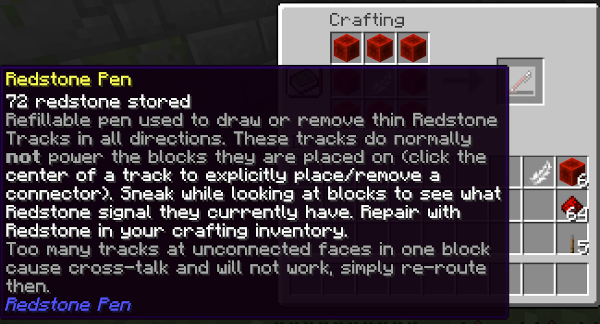 Crafting
Redstone Pen
72 redstone stored
Refillable pen used to draw or remove thin Redstone
Tracks in all directions. These tracks do normally
not power the blocks they are placed on (click the
center of a track to explicitly place/remove a
connector). Sneak while looking at blocks to see what
Redstone signal they currently have. Repair with
Redstone in your crafting inventory.
Too many tracks at unconnected faces in one block
cause cross-talk and will not work, simply re-route
then.
Redstone Pen
6
64
5